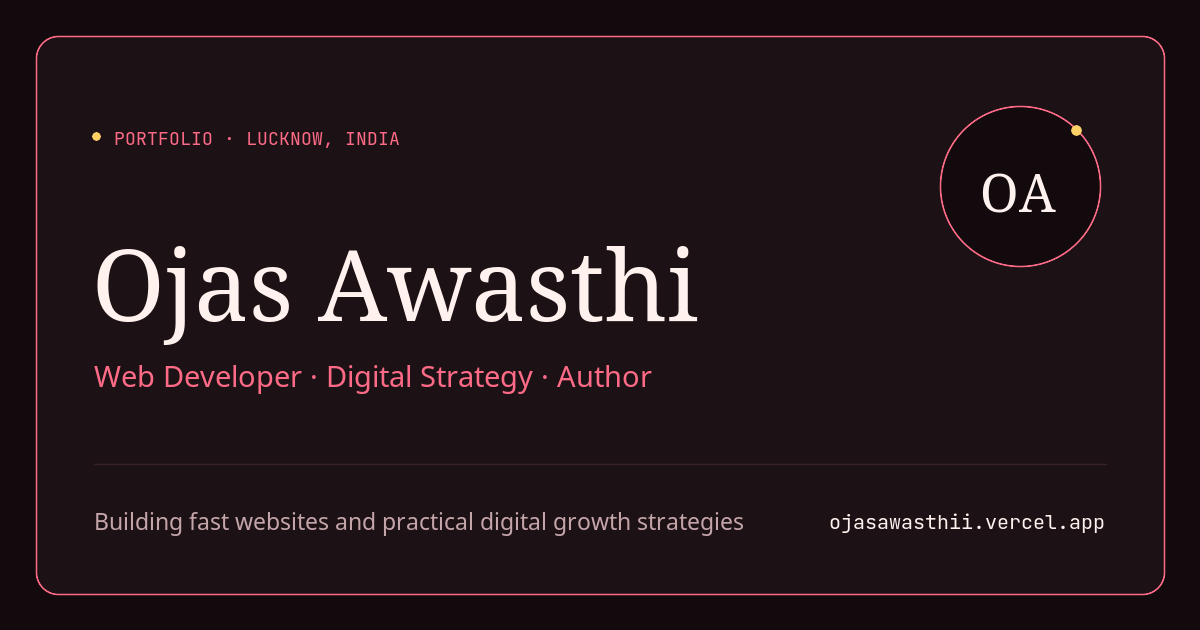 PORTFOLIO · LUCKNOW, INDIA
OA
Ojas Awasthi
Web Developer · Digital Strategy · Author
Building fast websites and practical digital growth strategies
ojasawasthii.vercel.app